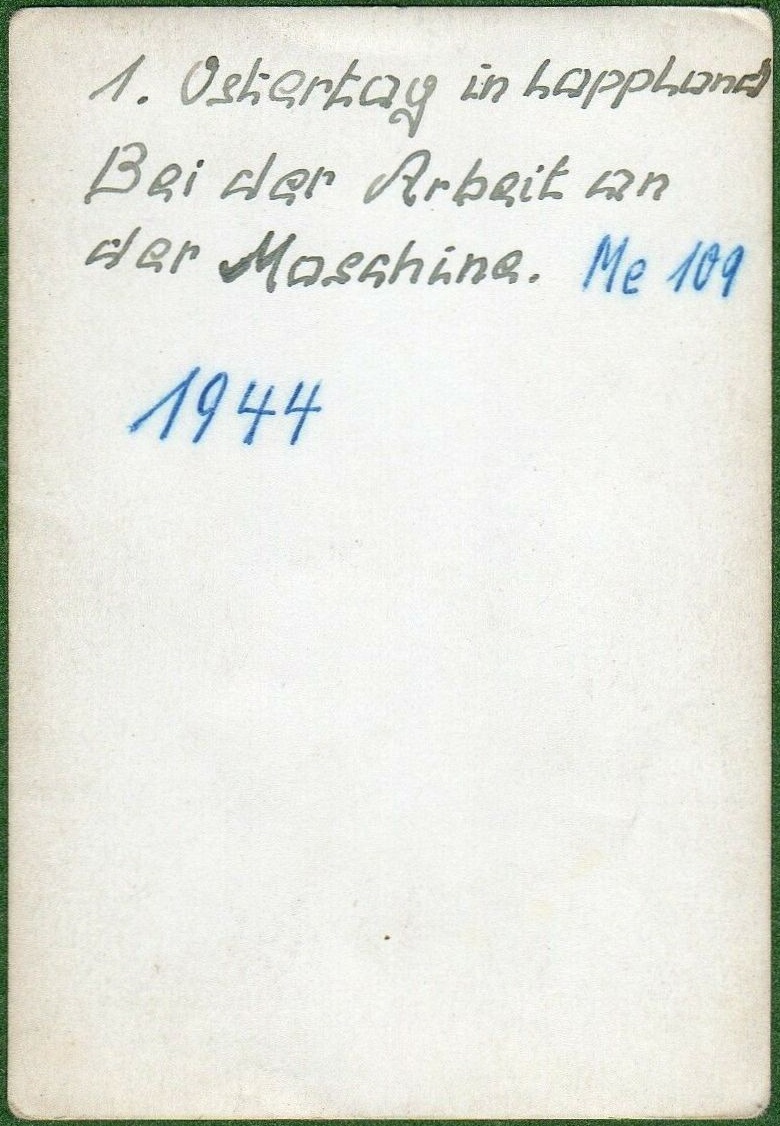 1. Ostertag in Lappland
Bei der Arbeit an
der Maschine. Me 109
1944